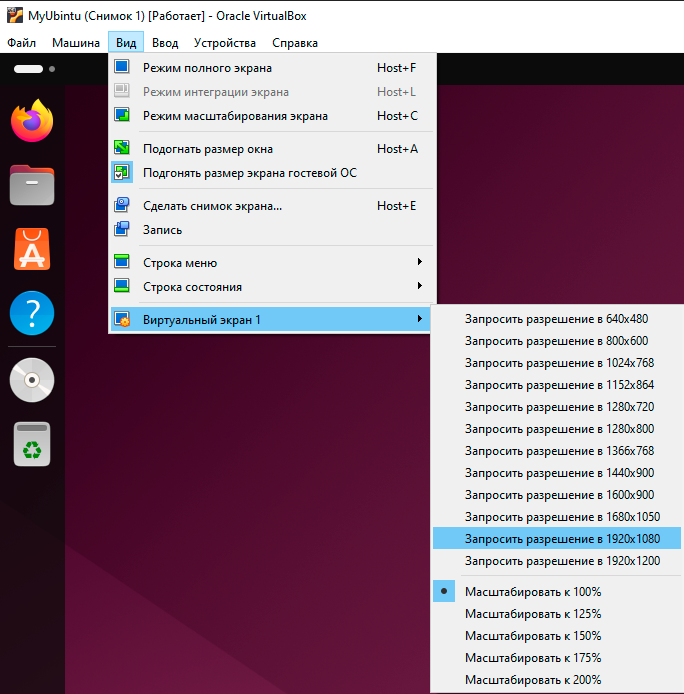 MyUbintu (Снимок 1) [Работает] - Oracle VirtualBox
Файл Машина Вид Ввод Устройства Справка
Режим полного экрана Host+F
Режим интеграции экрана Host+L
Режим масштабирования экрана Host+C
Подогнать размер окна Host+A
Подгонять размер экрана гостевой ОС
Сделать снимок экрана... Host+E
Запись
Строка меню
Строка состояния
Виртуальный экран 1
Запросить разрешение в 640x480
Запросить разрешение в 800x600
Запросить разрешение в 1024x768
Запросить разрешение в 1152x864
Запросить разрешение в 1280x720
Запросить разрешение в 1280x800
Запросить разрешение в 1366x768
Запросить разрешение в 1440x900
Запросить разрешение в 1600x900
Запросить разрешение в 1680x1050
Запросить разрешение в 1920x1080
Запросить разрешение в 1920x1200
Масштабировать к 100%
Масштабировать к 125%
Масштабировать к 150%
Масштабировать к 175%
Масштабировать к 200%